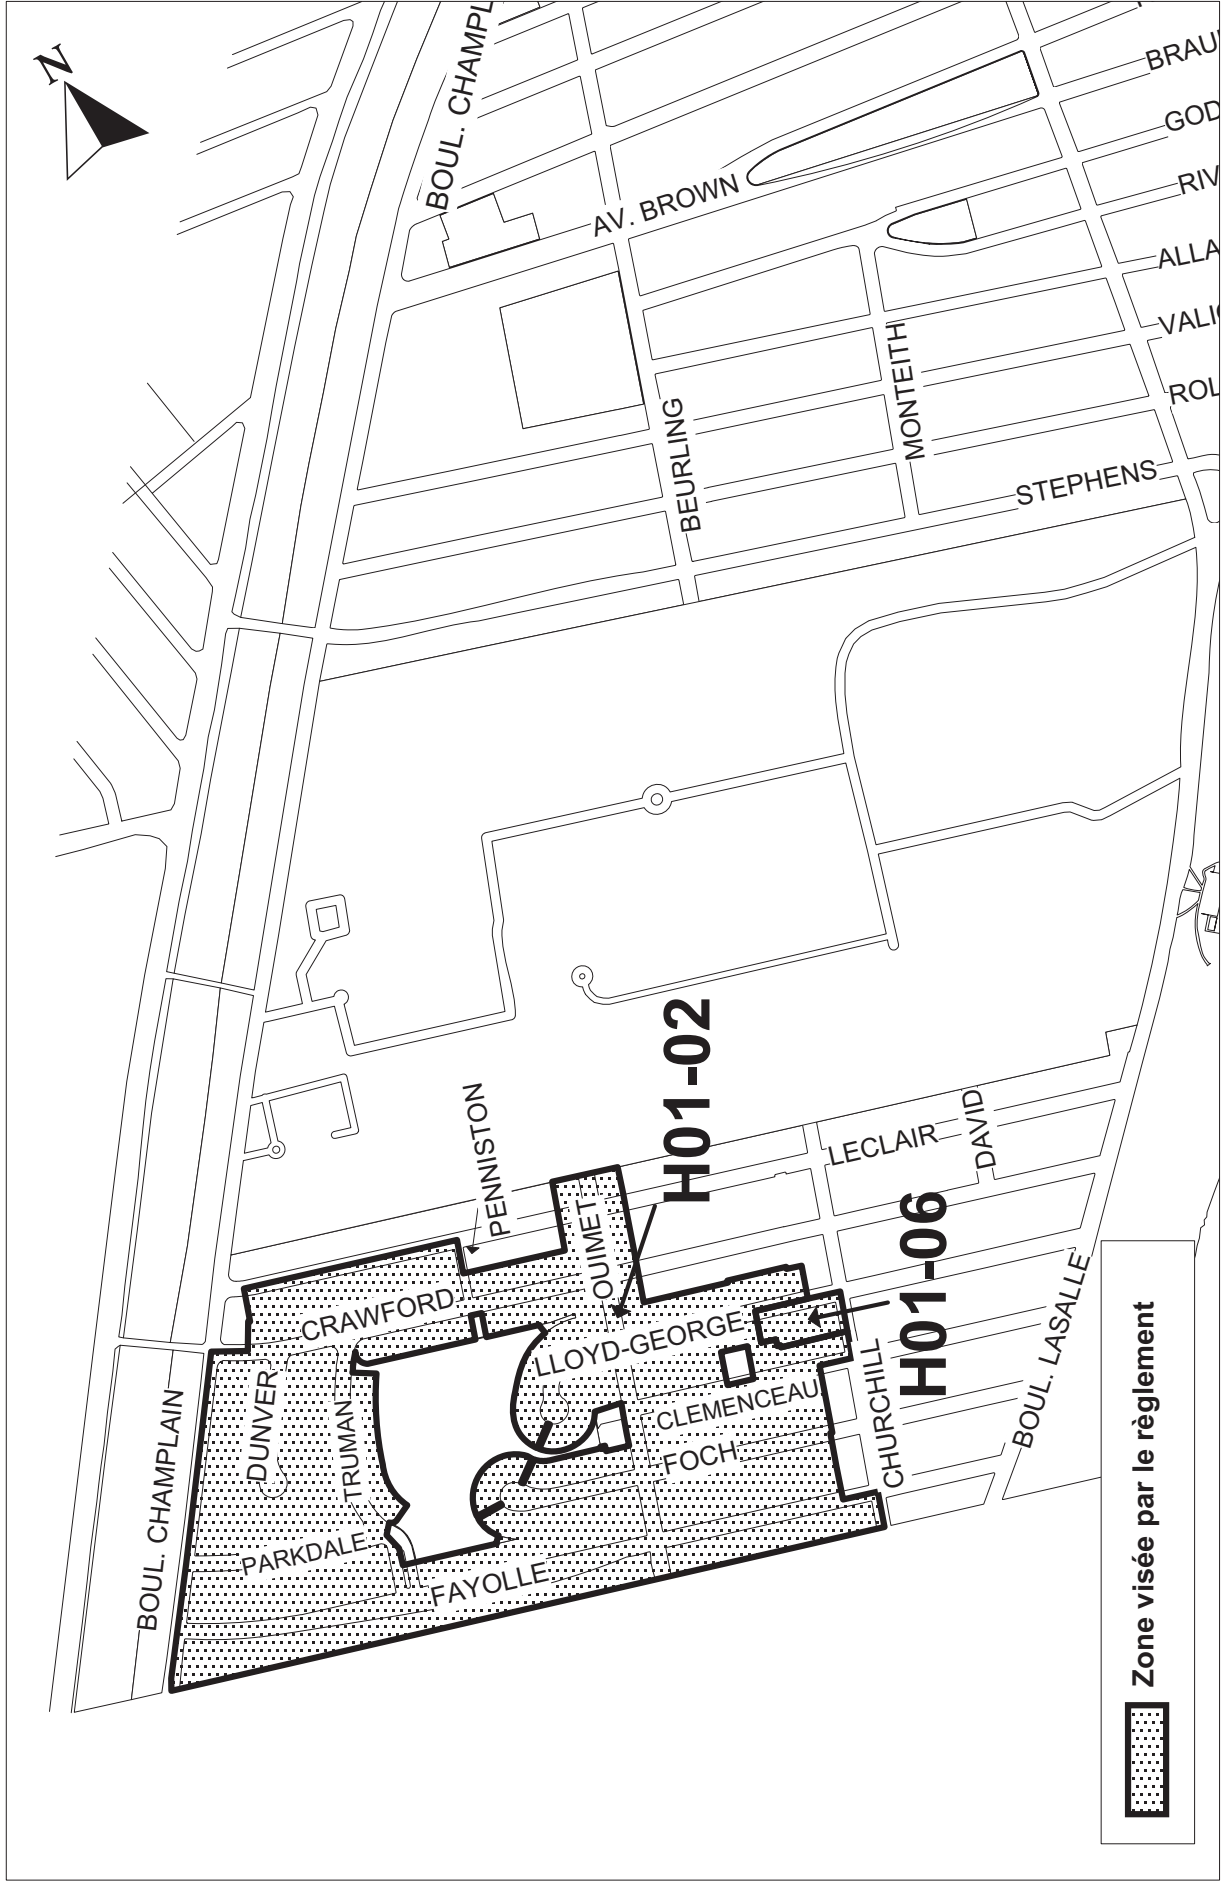 N
BOUL. CHAMPL
BRAU
GOD
RIV
ALLA
VALI
ROL
AV. BROWN
MONTEITH
BEURLING
STEPHENS
H01-02
PENNISTON
LECLAIR
DAVID
OUIMET
H01-06
CRAWFORD
LLOYD-GEORGE
CLEMENCEAU
FOCH
CHURCHILL
BOUL. LASALLE
DUNVER
TRUMAN
PARKDALE
FAYOLLE
BOUL. CHAMPLAIN
Zone visée par le règlement